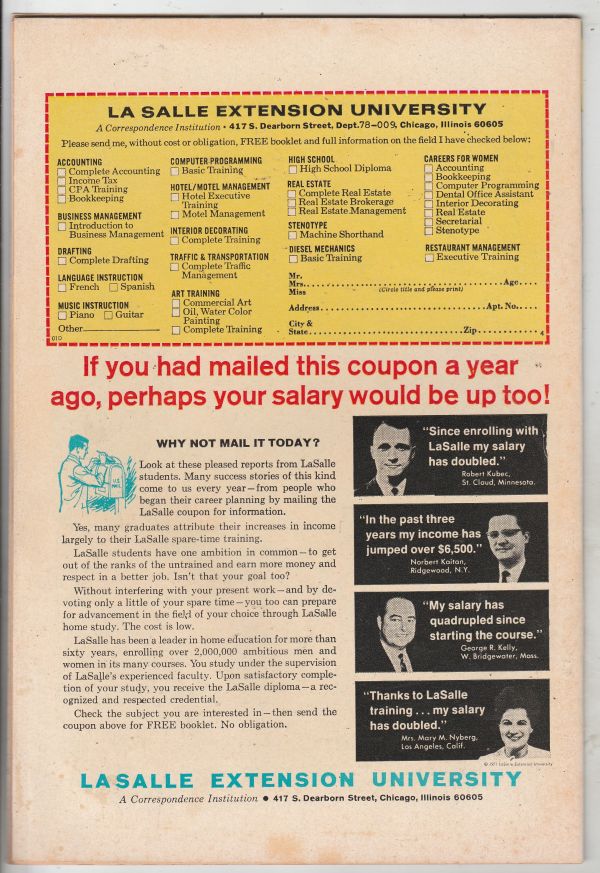 LA SALLE EXTENSION UNIVERSITY
A Correspondence Institution • 417 S. Dearborn Street, Dept.78-009, Chicago, Illinois 60605
Please send me, without cost or obligation, FREE booklet and full information on the field I have checked below:
ACCOUNTING
Complete Accounting
Income Tax
CPA Training
Bookkeeping
BUSINESS MANAGEMENT
Introduction to
Business Management
DRAFTING
Complete Drafting
LANGUAGE INSTRUCTION
French Spanish
MUSIC INSTRUCTION
Piano Guitar
Other
010
COMPUTER PROGRAMMING
Basic Training
HOTEL/MOTEL MANAGEMENT
Hotel Executive
Training
Motel Management
INTERIOR DECORATING
Complete Training
TRAFFIC & TRANSPORTATION
Complete Traffic
Management
ART TRAINING
Commercial Art
Oil, Water Color
Painting
Complete Training
HIGH SCHOOL
High School Diploma
REAL ESTATE
Complete Real Estate
Real Estate Brokerage
Real Estate Management
STENOTYPE
Machine Shorthand
DIESEL MECHANICS
Basic Training
CAREERS FOR WOMEN
Accounting
Bookkeeping
Computer Programming
Dental Office Assistant
Interior Decorating
Real Estate
Secretarial
Stenotype
RESTAURANT MANAGEMENT
Executive Training
Mr.
Mrs. Age
Miss (Circle title and please print)
Address Apt. No.
City &
State Zip 4
If you had mailed this coupon a year
ago, perhaps your salary would be up too!
WHY NOT MAIL IT TODAY?
U.S. MAIL
Look at these pleased reports from LaSalle
students. Many success stories of this kind
come to us every year—from people who
began their career planning by mailing the
LaSalle coupon for information.
Yes, many graduates attribute their increases in income
largely to their LaSalle spare-time training.
LaSalle students have one ambition in common—to get
out of the ranks of the untrained and earn more money and
respect in a better job. Isn't that your goal too?
Without interfering with your present work—and by de-
voting only a little of your spare time—you too can prepare
for advancement in the field of your choice through LaSalle
home study. The cost is low.
LaSalle has been a leader in home education for more than
sixty years, enrolling over 2,000,000 ambitious men and
women in its many courses. You study under the supervision
of LaSalle's experienced faculty. Upon satisfactory comple-
tion of your study, you receive the LaSalle diploma—a rec-
ognized and respected credential.
Check the subject you are interested in—then send the
coupon above for FREE booklet. No obligation.
"Since enrolling with
LaSalle my salary
has doubled."
Robert Kubec,
St. Cloud, Minnesota.
"In the past three
years my income has
jumped over $6,500."
Norbert Kaitan,
Ridgewood, N.Y.
"My salary has
quadrupled since
starting the course."
George R. Kelly,
W. Bridgewater, Mass.
"Thanks to LaSalle
training . . . my salary
has doubled."
Mrs. Mary M. Nyberg,
Los Angeles, Calif.
© 1971 LaSalle Extension University
LASALLE EXTENSION UNIVERSITY
A Correspondence Institution • 417 S. Dearborn Street, Chicago, Illinois 60605